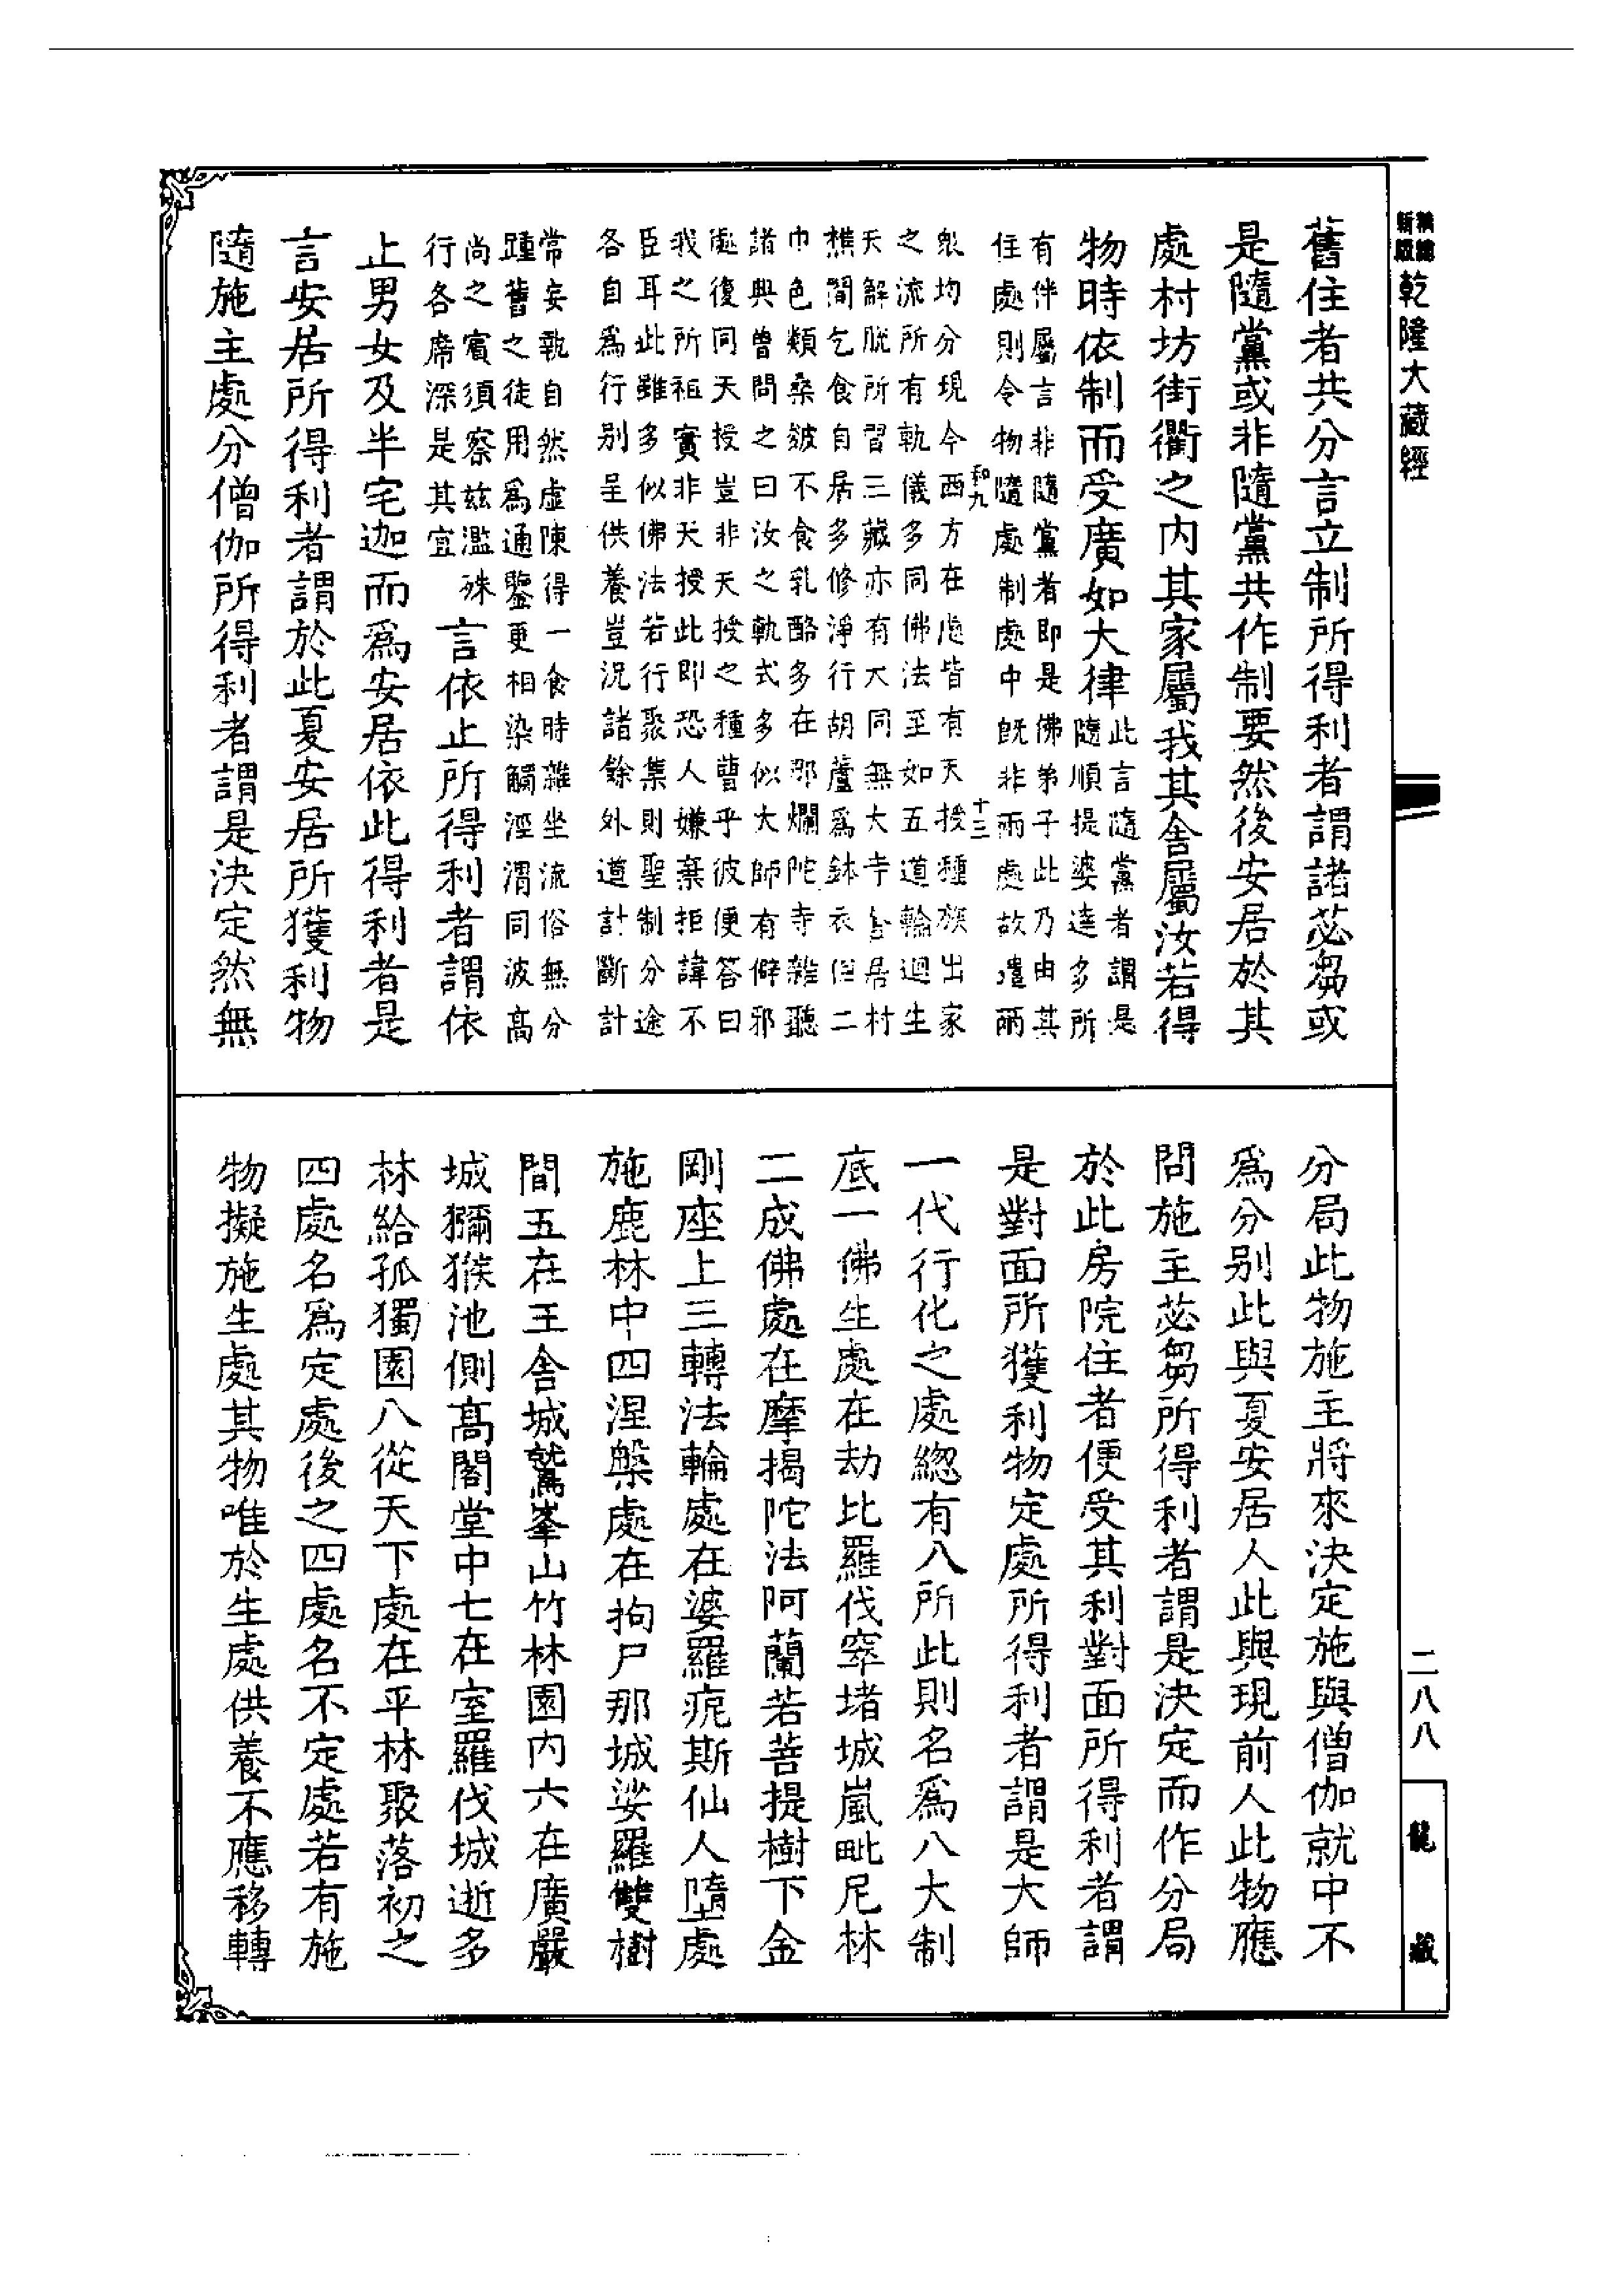 乾隆大藏經
舊住者共分言立制所得利者謂諸苾芻或
是隨黨或非隨黨共作制要然後安居於其
處村坊街衢之内其家屬我其舍屬汝若得
物時依制而受廣如大律此言隨黨者謂是
隨順提婆達多所
有伴屬言非隨黨者即是佛弟子此乃由其
住處則令物隨處制處中既非兩處故遣兩
和九
十三
衆均分現今西方在處皆有天授種族出家
之流所有軌儀多同佛法至如五道輪迴生
天解脱所習三藏亦有大同無大寺舍居村
樵間乞食自居多修淨行胡蘆爲鉢衣但二
巾色類桑皴不食乳酪多在那爛陀寺雜聽
諸典曾問之曰汝之軌式多似大師有僻邪
處復同天授豈非天授之種曹乎彼便答曰
我之所祖實非天授此即恐人嫌棄拒諱不
臣耳此雖多似佛法若行聚集則聖制分途
各自爲行别呈供養豈況諸餘外道計斷計
常妄執自然虚陳得一食時雜坐流俗無分
踵舊之徒用爲通鑒更相染觸涇渭同波高
尚之賓須察兹濫殊
行各席深是其宜
言依止所得利者謂依
止男女及半宅迦而爲安居依此得利者是
言安居所得利者謂於此夏安居所獲利物
隨施主處分僧伽所得利者謂是決定然無
分局此物施主將來決定施與僧伽就中不
爲分别此與夏安居人此與現前人此物應
問施主苾芻所得利者謂是決定而作分局
於此房院住者便受其利對面所得利者謂
是對面所獲利物定處所得利者謂是大師
一代行化之處緫有八所此則名爲八大制
底一佛生處在劫比羅伐窣堵城嵐毗尼林
二成佛處在摩揭陀法阿蘭若菩提樹下金
剛座上三轉法輪處在婆羅痆斯仙人墮處
施鹿林中四涅槃處在拘尸那城娑羅雙樹
間五在王舍城鷲峯山竹林園内六在廣嚴
城獼猴池側高閣堂中七在室羅伐城逝多
林給孤獨園八從天下處在平林聚落初之
四處名爲定處後之四處名不定處若有施
物擬施生處其物唯於生處供養不應移轉
二八八
龍藏